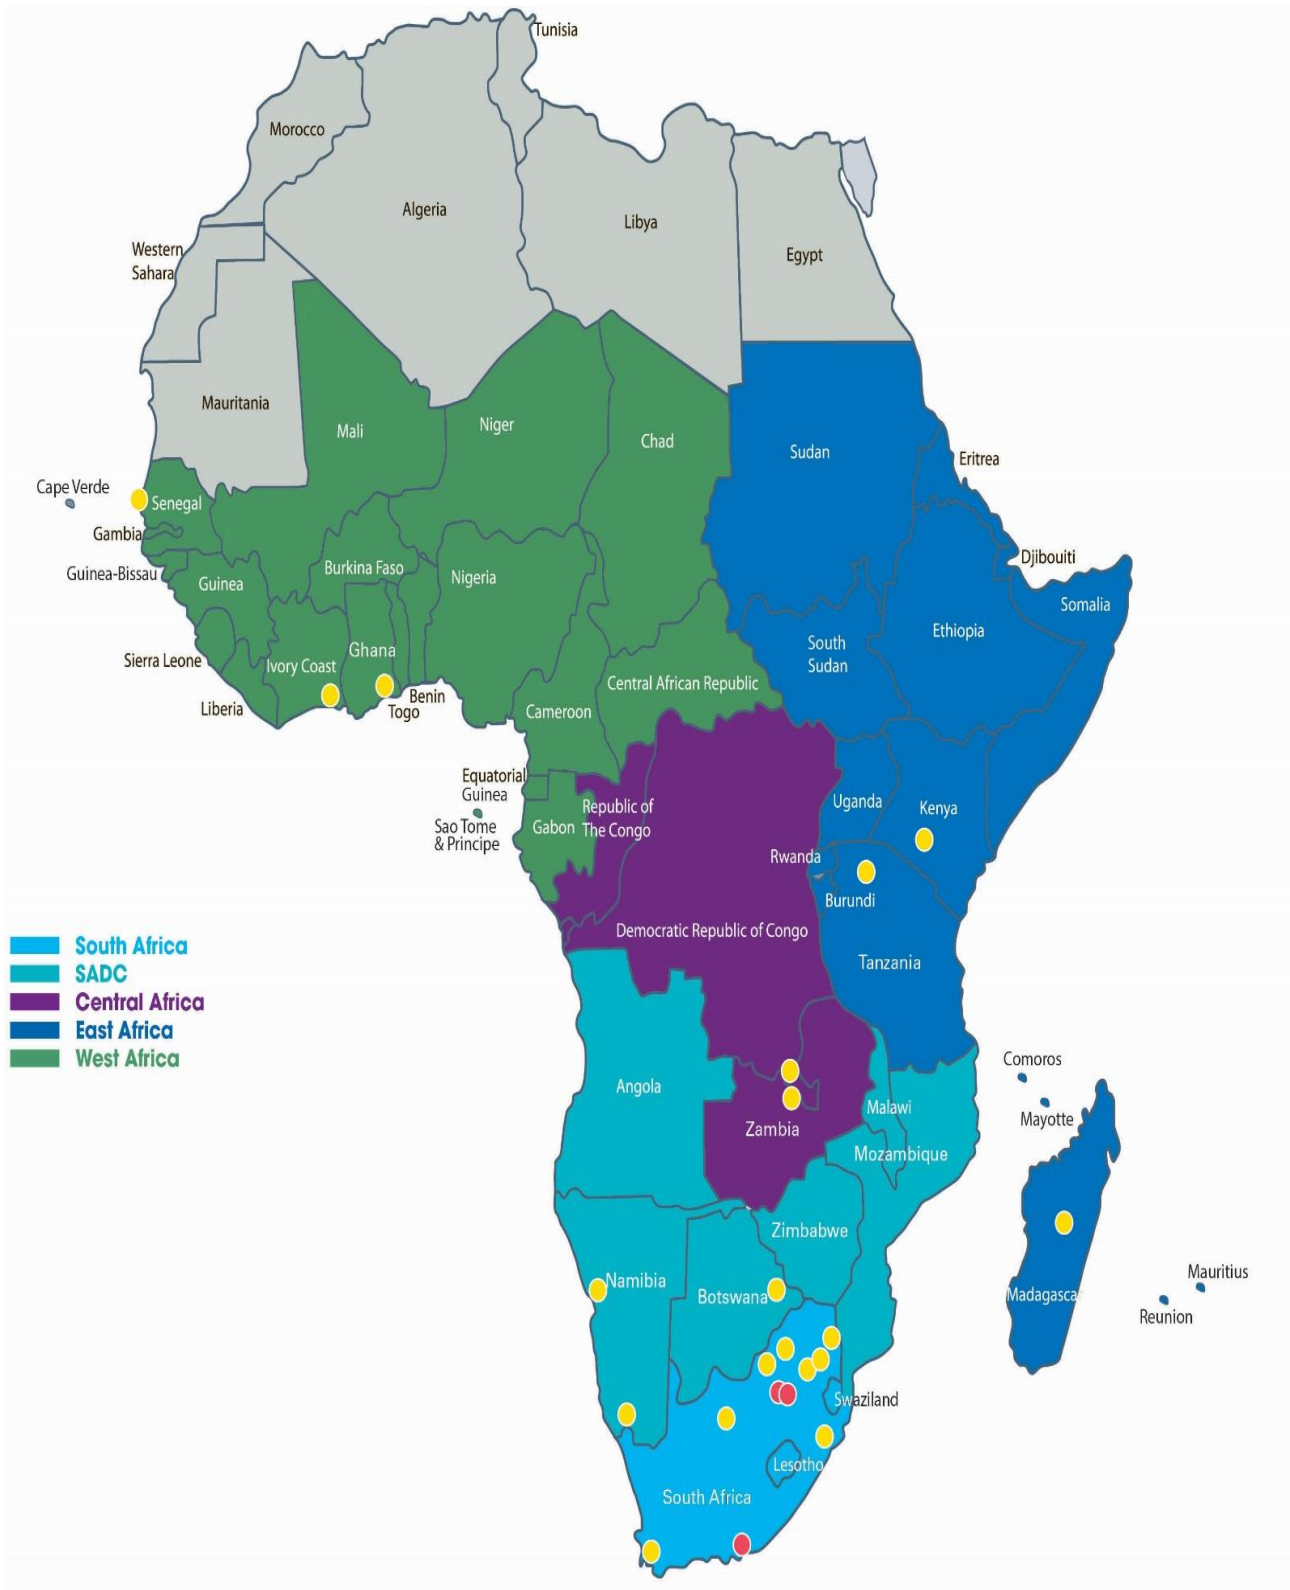 Tunisia
Morocco
Algeria
Libya
Egypt
Western
Sahara
Mauritania
Mali
Niger
Chad
Sudan
Eritrea
Cape Verde
Senegal
Gambia
Guinea-Bissau
Guinea
Burkina Faso
Nigeria
Djibouti
Somalia
Ethiopia
South
Sudan
Sierra Leone
Ivory Coast
Ghana
Liberia
Benin
Togo
Central African Republic
Cameroon
Equatorial
Guinea
Sao Tome
& Principe
Gabon
Republic of
The Congo
Uganda
Kenya
Rwanda
Burundi
Democratic Republic of Congo
Tanzania
South Africa
SADC
Central Africa
East Africa
West Africa
Comoros
Mayotte
Angola
Zambia
Malawi
Mozambique
Zimbabwe
Namibia
Botswana
Madagasca
Mauritius
Reunion
Swaziland
Lesotho
South Africa